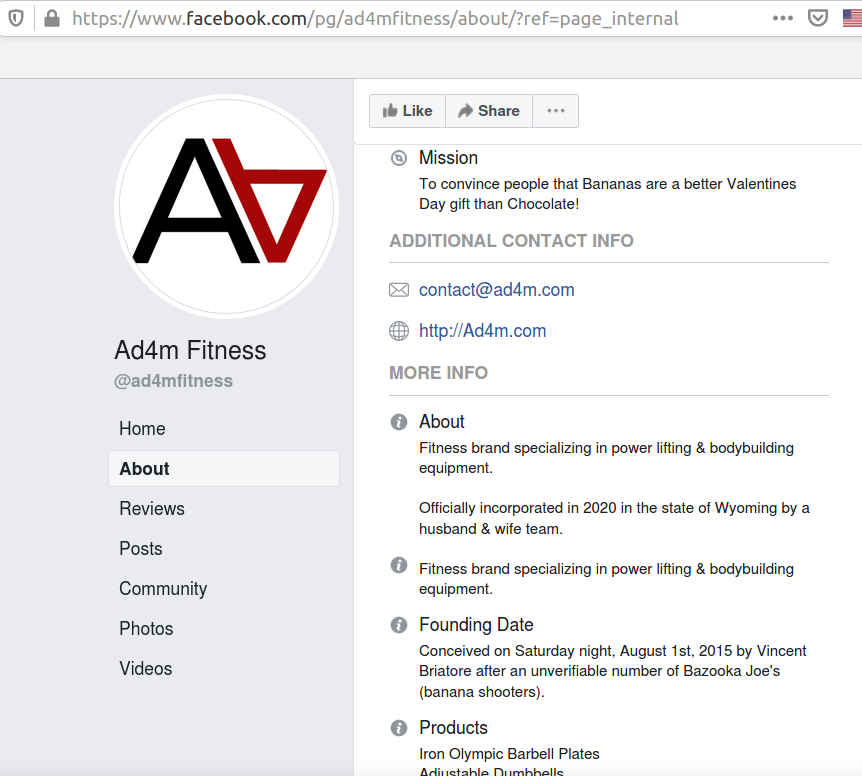 https://www.facebook.com/pg/ad4mfitness/about/?ref=page_internal
Ad4m Fitness
@ad4mfitness
Home
About
Reviews
Posts
Community
Photos
Videos
Like
Share
Mission
To convince people that Bananas are a better Valentines
Day gift than Chocolate!
ADDITIONAL CONTACT INFO
contact@ad4m.com
http://Ad4m.com
MORE INFO
About
Fitness brand specializing in power lifting & bodybuilding
equipment.
Officially incorporated in 2020 in the state of Wyoming by a
husband & wife team.
Fitness brand specializing in power lifting & bodybuilding
equipment.
Founding Date
Conceived on Saturday night, August 1st, 2015 by Vincent
Briatore after an unverifiable number of Bazooka Joe's
(banana shooters).
Products
Iron Olympic Barbell Plates
Adjustable Dumbbells